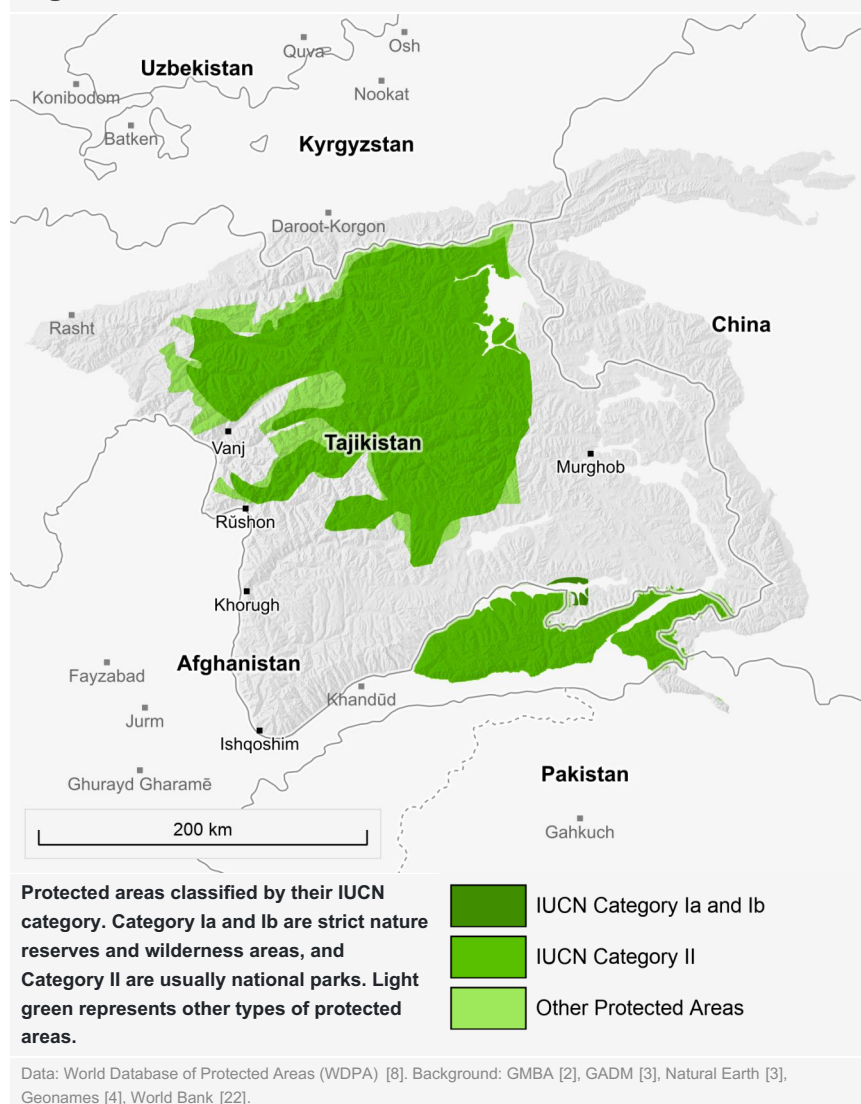 Quva
Osh
Uzbekistan
Konibodom
Nookat
Batken
Kyrgyzstan
Daroot-Korgon
Rasht
China
Vanj
Tajikistan
Murghob
Rŭshon
Khorugh
Afghanistan
Fayzabad
Khandūd
Jurm
Ishqoshim
Ghurayd Gharamē
Pakistan
200 km
Gahkuch
Protected areas classified by their IUCN
category. Category Ia and Ib are strict nature
reserves and wilderness areas, and
Category II are usually national parks. Light
green represents other types of protected
areas.
IUCN Category Ia and Ib
IUCN Category II
Other Protected Areas
Data: World Database of Protected Areas (WDPA) [8]. Background: GMBA [2], GADM [3], Natural Earth [3],
Geonames [4], World Bank [22].